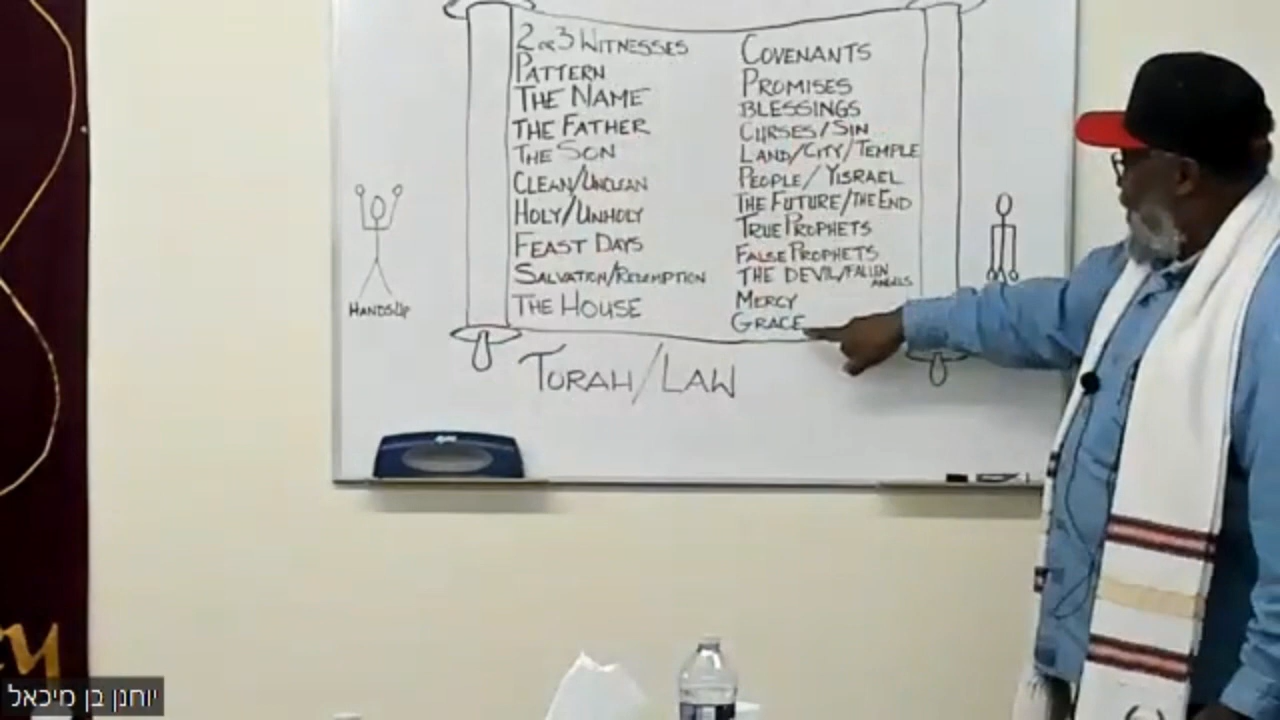 2 or 3 WITNESSES
PATTERN
THE NAME
THE FATHER
THE SON
CLEAN/UNCLEAN
HOLY/UNHOLY
FEAST DAYS
SALVATION/REDEMPTION
THE HOUSE
COVENANTS
PROMISES
BLESSINGS
CURSES/SIN
LAND/CITY/TEMPLE
PEOPLE/YISRAEL
THE FUTURE/THE END
TRUE PROPHETS
FALSE PROPHETS
THE DEVIL/FALLEN
ANGELS
MERCY
GRACE
HANDS UP
TORAH/LAW
יוחנן בן מיכאל